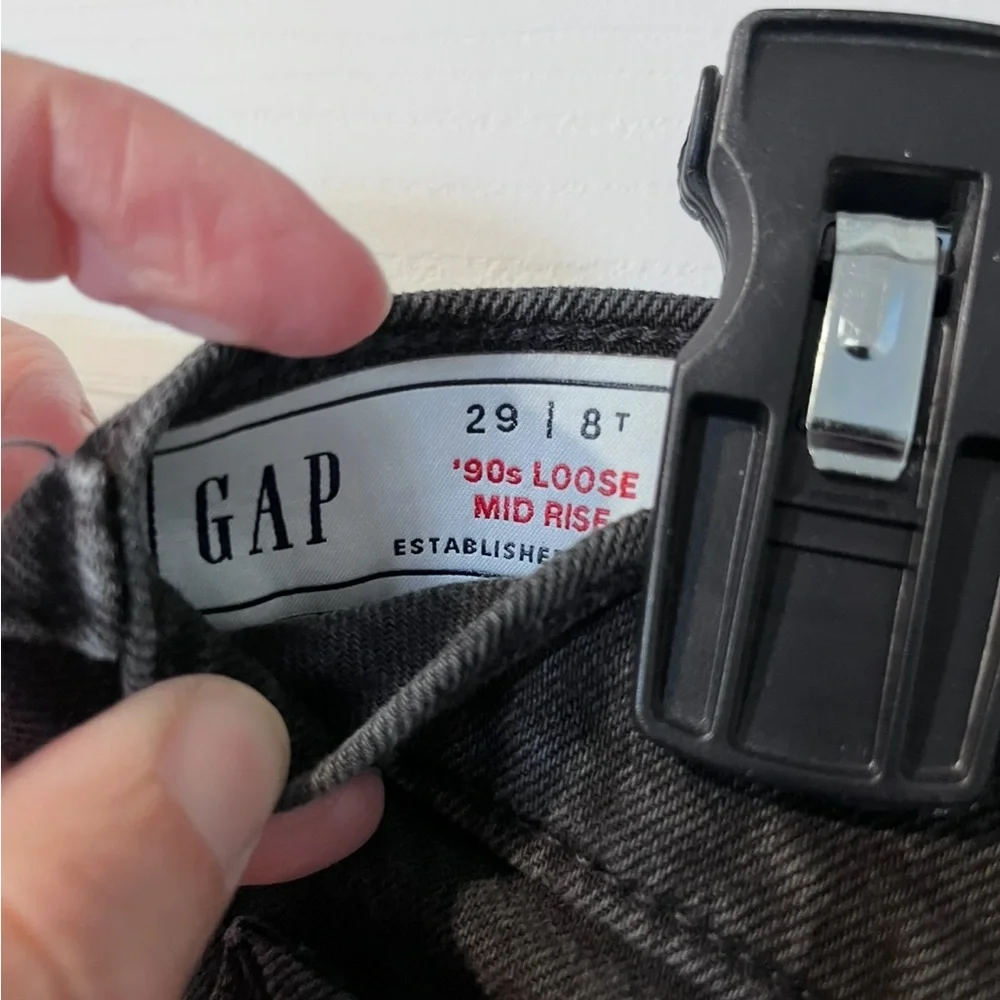 GAP
29 | 8T
'90s LOOSE
MID RISE